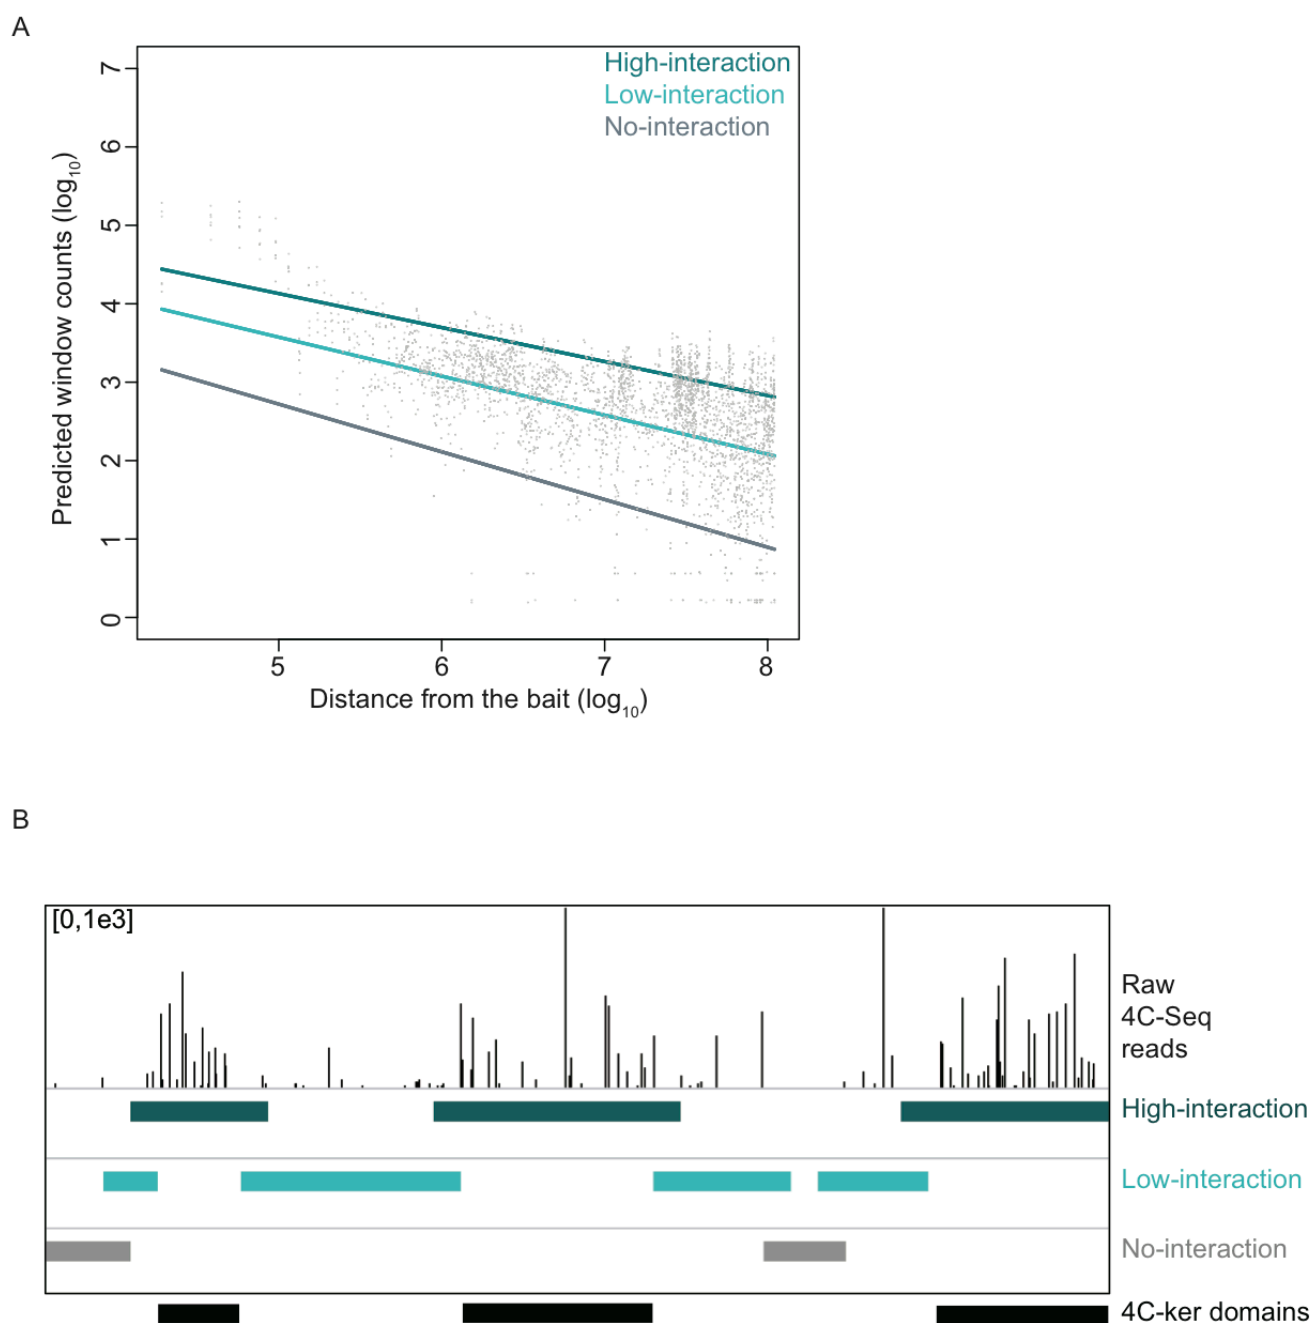 A
High-interaction
Low-interaction
No-interaction
7
6
5
4
3
2
1
0
Predicted window counts (log10)
5 6 7 8
Distance from the bait (log10)
B
[0,1e3]
Raw
4C-Seq
reads
High-interaction
Low-interaction
No-interaction
4C-ker domains